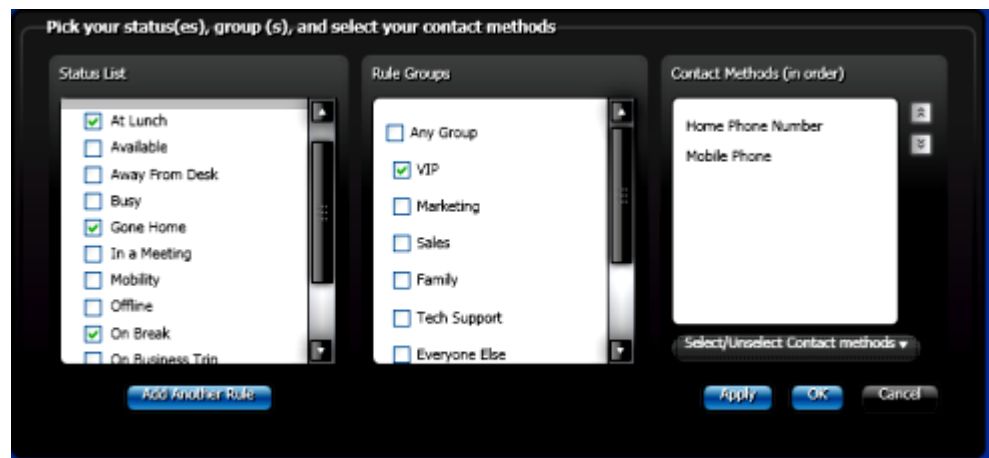 Pick your status(es), group (s), and select your contact methods
Status List
At Lunch
Available
Away From Desk
Busy
Gone Home
In a Meeting
Mobility
Offline
On Break
On Business Trip
Rule Groups
Any Group
VIP
Marketing
Sales
Family
Tech Support
Everyone Else
Contact Methods (in order)
Home Phone Number
Mobile Phone
Select/Unselect Contact methods
Add Another Rule
Apply
OK
Cancel